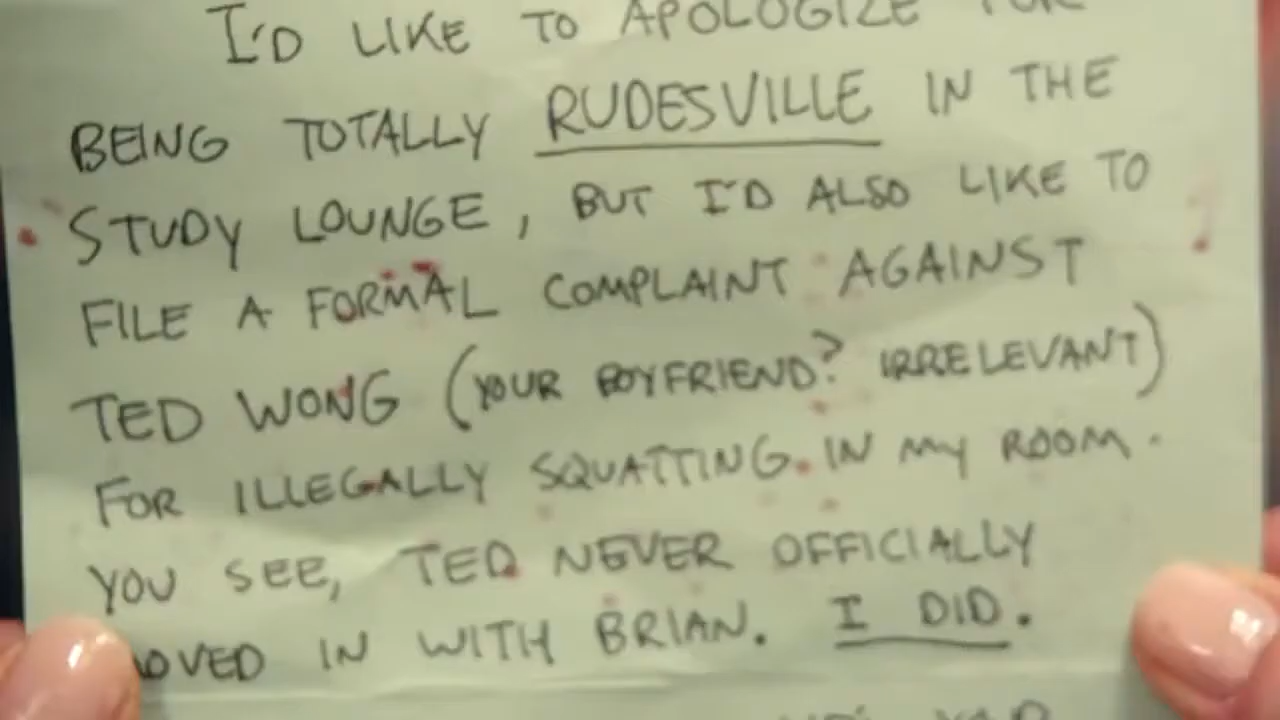 I'D LIKE TO APOLOGIZE FOR
BEING TOTALLY RUDESVILLE IN THE
STUDY LOUNGE, BUT I'D ALSO LIKE TO
FILE A FORMAL COMPLAINT AGAINST
TED WONG (YOUR BOYFRIEND? IRRELEVANT)
FOR ILLEGALLY SQUATTING IN MY ROOM.
YOU SEE, TED NEVER OFFICIALLY
MOVED IN WITH BRIAN. I DID.